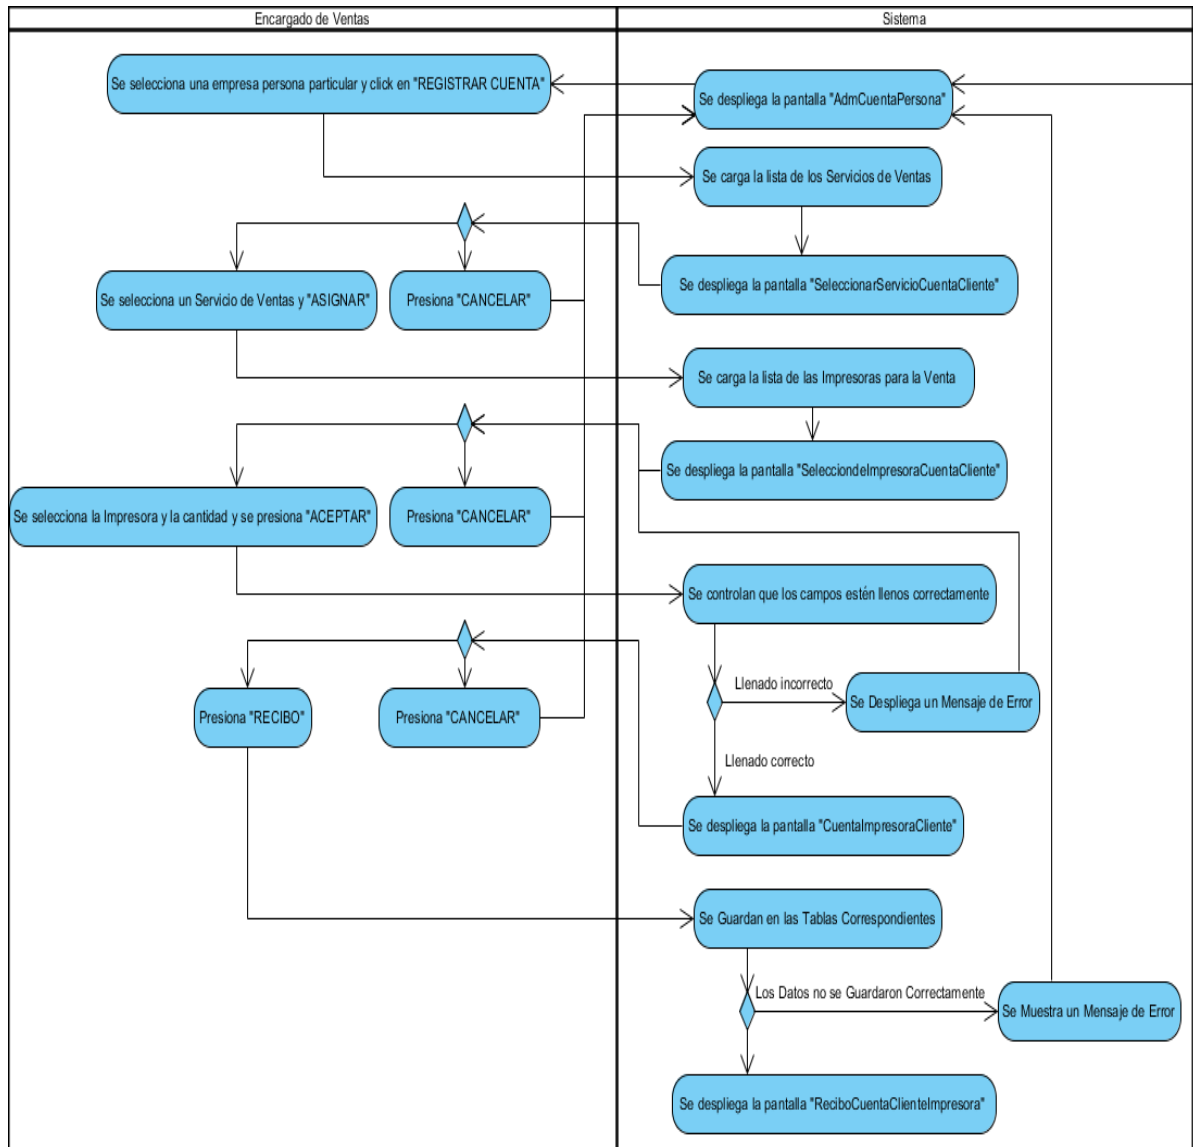 Encargado de Ventas
Sistema
Se selecciona una empresa persona particular y click en "REGISTRAR CUENTA"
Se despliega la pantalla "AdmCuentaPersona"
Se carga la lista de los Servicios de Ventas
Se selecciona un Servicio de Ventas y "ASIGNAR"
Presiona "CANCELAR"
Se despliega la pantalla "SeleccionarServicioCuentaCliente"
Se carga la lista de las Impresoras para la Venta
Se despliega la pantalla "SelecciondeImpresoraCuentaCliente"
Se selecciona la Impresora y la cantidad y se presiona "ACEPTAR"
Presiona "CANCELAR"
Se controlan que los campos estén llenos correctamente
Llenado incorrecto
Se Despliega un Mensaje de Error
Presiona "RECIBO"
Presiona "CANCELAR"
Llenado correcto
Se despliega la pantalla "CuentaImpresoraCliente"
Se Guardan en las Tablas Correspondientes
Los Datos no se Guardaron Correctamente
Se Muestra un Mensaje de Error
Se despliega la pantalla "ReciboCuentaClienteImpresora"